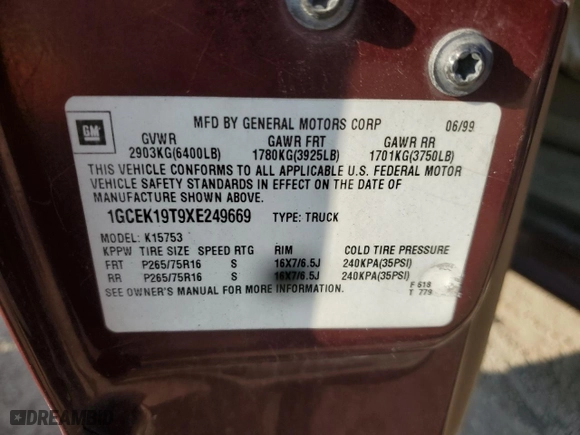 GM
MFD BY GENERAL MOTORS CORP 06/99
GVWR GAWR FRT GAWR RR
2903KG(6400LB) 1780KG(3925LB) 1701KG(3750LB)
THIS VEHICLE CONFORMS TO ALL APPLICABLE U.S. FEDERAL MOTOR
VEHICLE SAFETY STANDARDS IN EFFECT ON THE DATE OF
MANUFACTURE SHOWN ABOVE.
1GCEK19T9XE249669 TYPE: TRUCK
MODEL: K15753
KPPW TIRE SIZE SPEED RTG RIM COLD TIRE PRESSURE
FRT P265/75R16 S 16X7/6.5J 240KPA(35PSI)
RR P265/75R16 S 16X7/6.5J 240KPA(35PSI)
SEE OWNER'S MANUAL FOR MORE INFORMATION.
F 618
T 779
DREAMBID